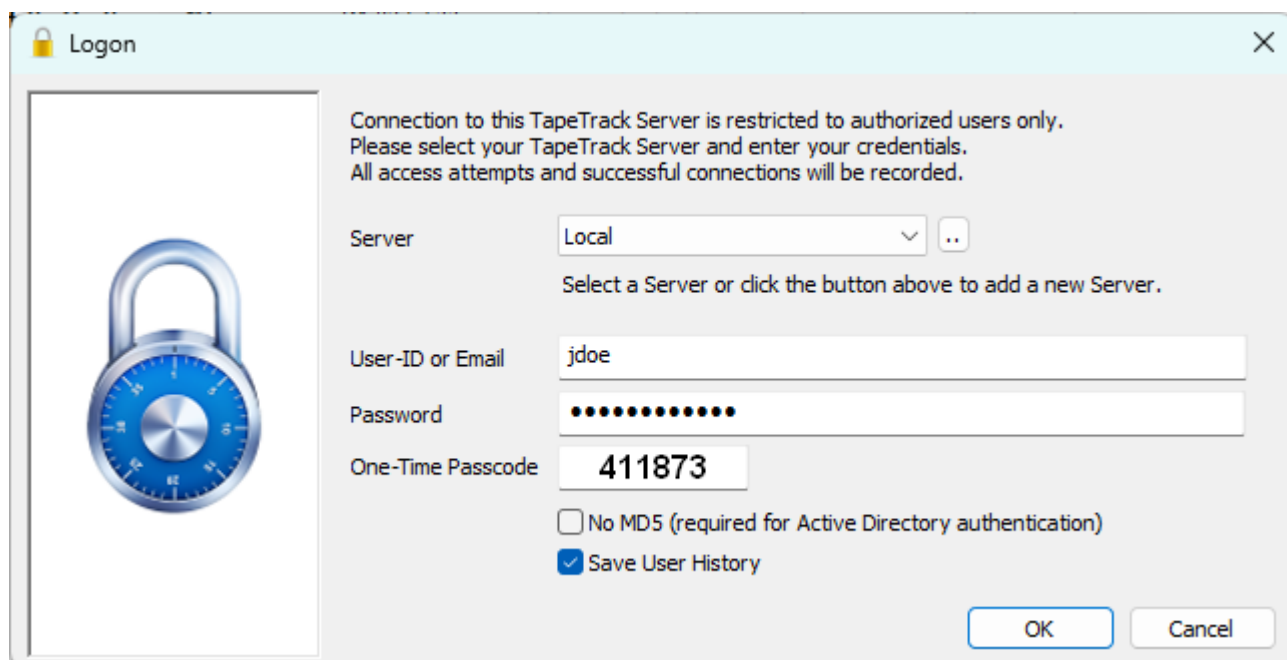 Logon
Connection to this TapeTrack Server is restricted to authorized users only.
Please select your TapeTrack Server and enter your credentials.
All access attempts and successful connections will be recorded.
Server Local ..
Select a Server or click the button above to add a new Server.
User-ID or Email jdoe
Password ••••••••••••
One-Time Passcode 411873
No MD5 (required for Active Directory authentication)
Save User History
OK Cancel